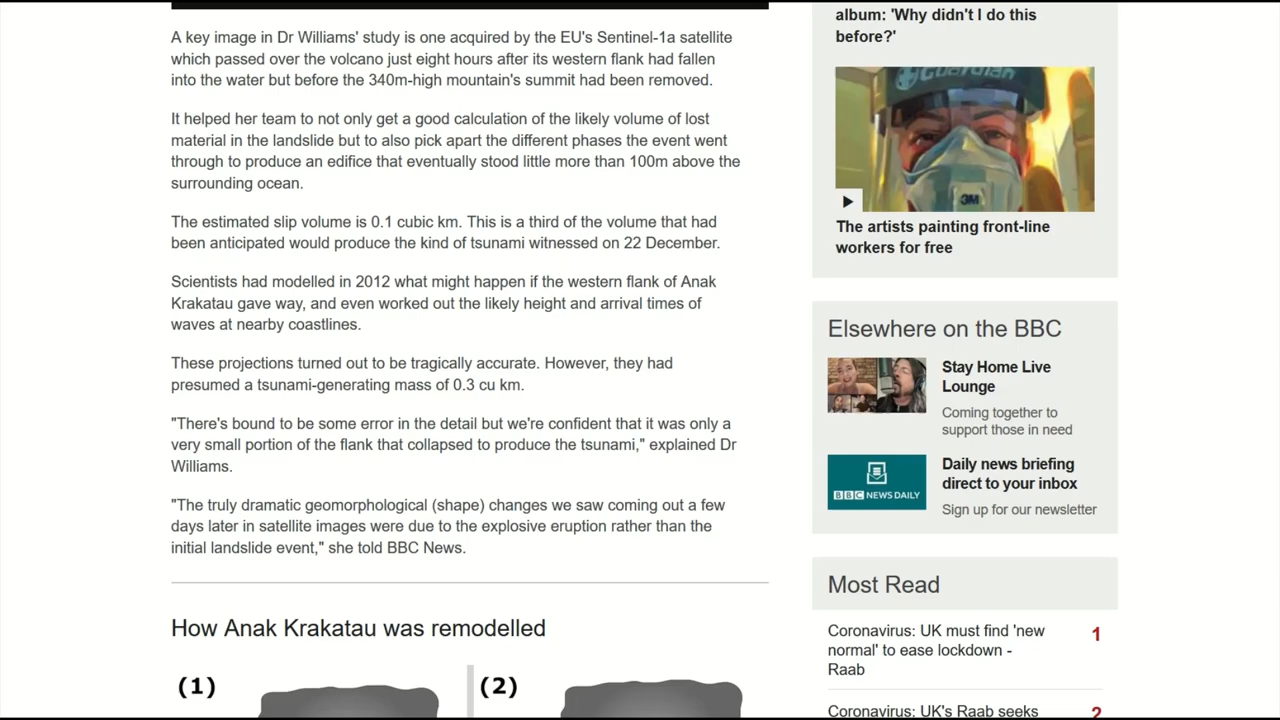 A key image in Dr Williams' study is one acquired by the EU's Sentinel-1a satellite
which passed over the volcano just eight hours after its western flank had fallen
into the water but before the 340m-high mountain's summit had been removed.
It helped her team to not only get a good calculation of the likely volume of lost
material in the landslide but to also pick apart the different phases the event went
through to produce an edifice that eventually stood little more than 100m above the
surrounding ocean.
The estimated slip volume is 0.1 cubic km. This is a third of the volume that had
been anticipated would produce the kind of tsunami witnessed on 22 December.
Scientists had modelled in 2012 what might happen if the western flank of Anak
Krakatau gave way, and even worked out the likely height and arrival times of
waves at nearby coastlines.
These projections turned out to be tragically accurate. However, they had
presumed a tsunami-generating mass of 0.3 cu km.
"There's bound to be some error in the detail but we're confident that it was only a
very small portion of the flank that collapsed to produce the tsunami," explained Dr
Williams.
"The truly dramatic geomorphological (shape) changes we saw coming out a few
days later in satellite images were due to the explosive eruption rather than the
initial landslide event," she told BBC News.
How Anak Krakatau was remodelled
(1)
(2)
album: 'Why didn't I do this
before?'
Guardian
3M
The artists painting front-line
workers for free
Elsewhere on the BBC
Stay Home Live
Lounge
Coming together to
support those in need
BBC NEWS DAILY
Daily news briefing
direct to your inbox
Sign up for our newsletter
Most Read
Coronavirus: UK must find 'new
normal' to ease lockdown -
Raab
1
Coronavirus: UK's Raab seeks
2